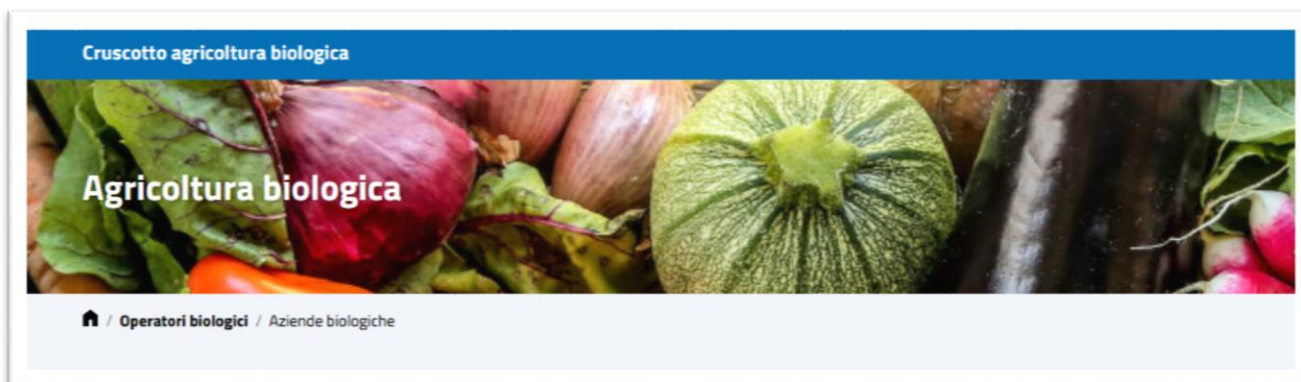 Cruscotto agricoltura biologica
Agricoltura biologica
/ Operatori biologici / Aziende biologiche